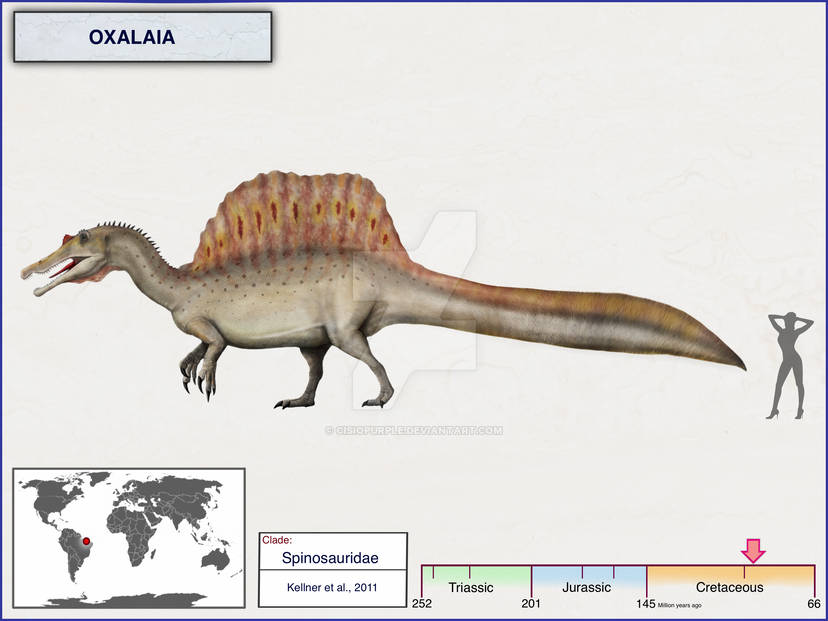 OXALAIA
© CISIOPURPLE.DEVIANTART.COM
Clade:
Spinosauridae
Kellner et al., 2011
Triassic Jurassic Cretaceous
252 201 145 Million years ago 66